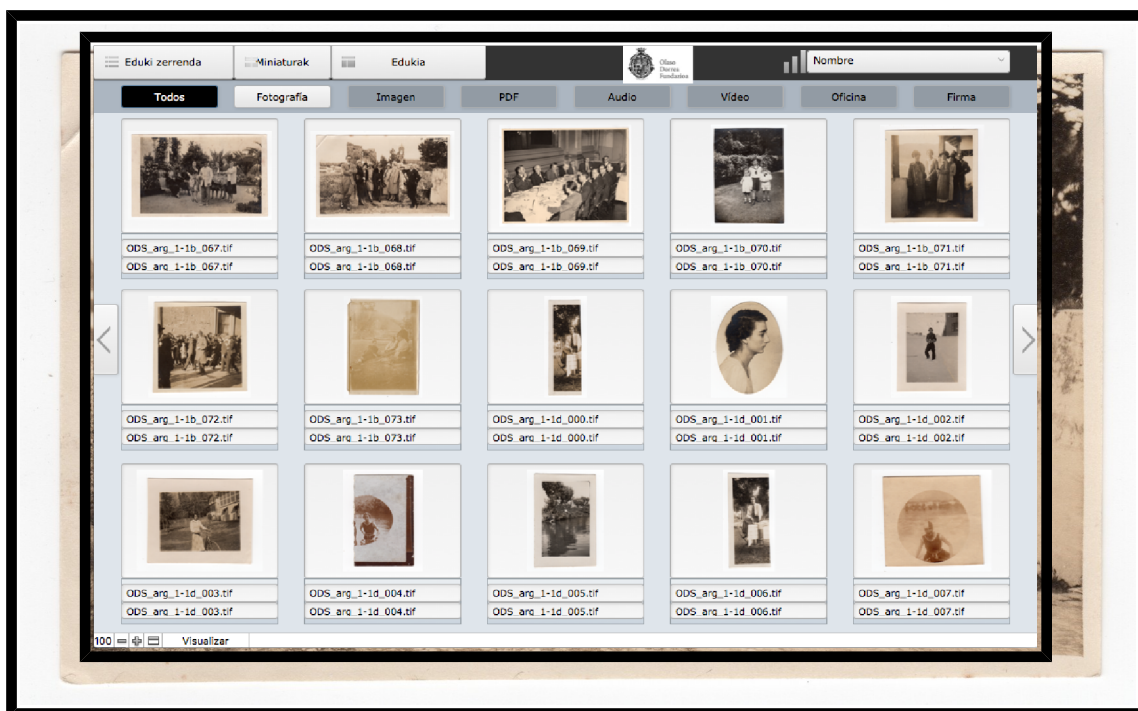 Eduki zerrenda Miniaturak Edukia Olaso Dorrea Fundazioa Nombre
Todos Fotografía Imagen PDF Audio Vídeo Oficina Firma
ODS_arg_1-1b_067.tif ODS_arg_1-1b_068.tif ODS_arg_1-1b_069.tif ODS_arg_1-1b_070.tif ODS_arg_1-1b_071.tif
ODS_arg_1-1b_067.tif ODS_arg_1-1b_068.tif ODS_arg_1-1b_069.tif ODS_arg_1-1b_070.tif ODS_arg_1-1b_071.tif
ODS_arg_1-1b_072.tif ODS_arg_1-1b_073.tif ODS_arg_1-1d_000.tif ODS_arg_1-1d_001.tif ODS_arg_1-1d_002.tif
ODS_arg_1-1b_072.tif ODS_arg_1-1b_073.tif ODS_arg_1-1d_000.tif ODS_arg_1-1d_001.tif ODS_arg_1-1d_002.tif
ODS_arg_1-1d_003.tif ODS_arg_1-1d_004.tif ODS_arg_1-1d_005.tif ODS_arg_1-1d_006.tif ODS_arg_1-1d_007.tif
ODS_arg_1-1d_003.tif ODS_arg_1-1d_004.tif ODS_arg_1-1d_005.tif ODS_arg_1-1d_006.tif ODS_arg_1-1d_007.tif
100 Visualizar